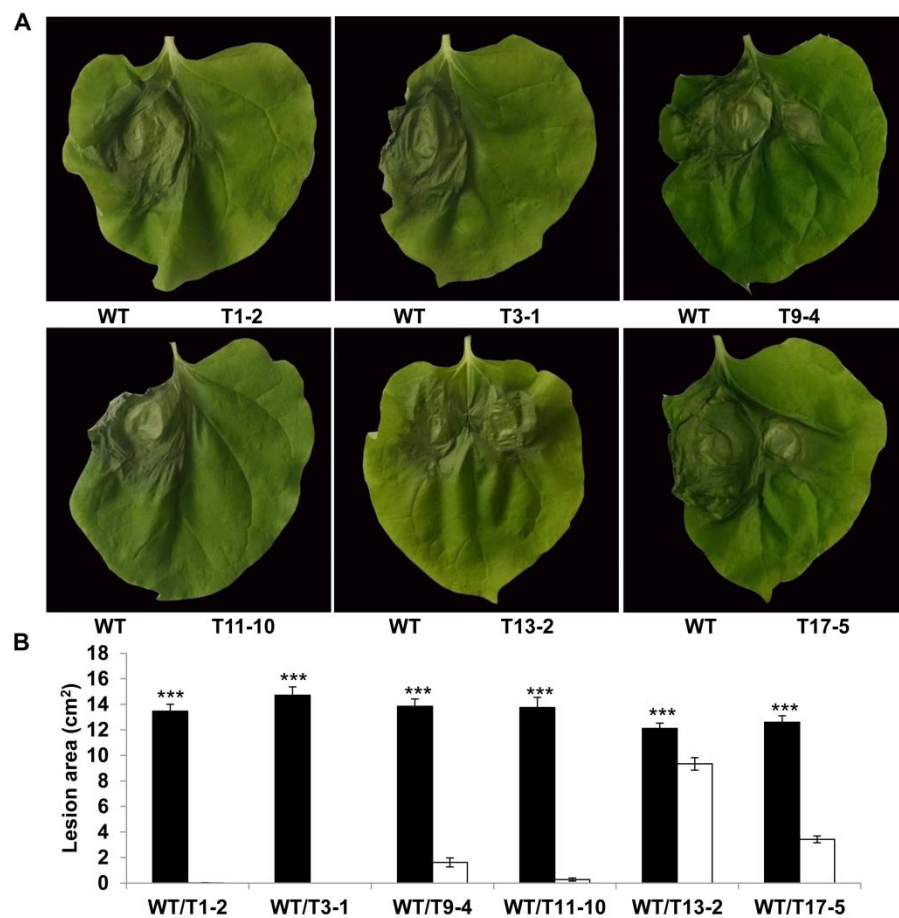 A
WT T1-2 WT T3-1 WT T9-4
WT T11-10 WT T13-2 WT T17-5
B
Lesion area (cm²)
18
16
14
12
10
8
6
4
2
0
*** *** *** *** *** ***
WT/T1-2 WT/T3-1 WT/T9-4 WT/T11-10 WT/T13-2 WT/T17-5